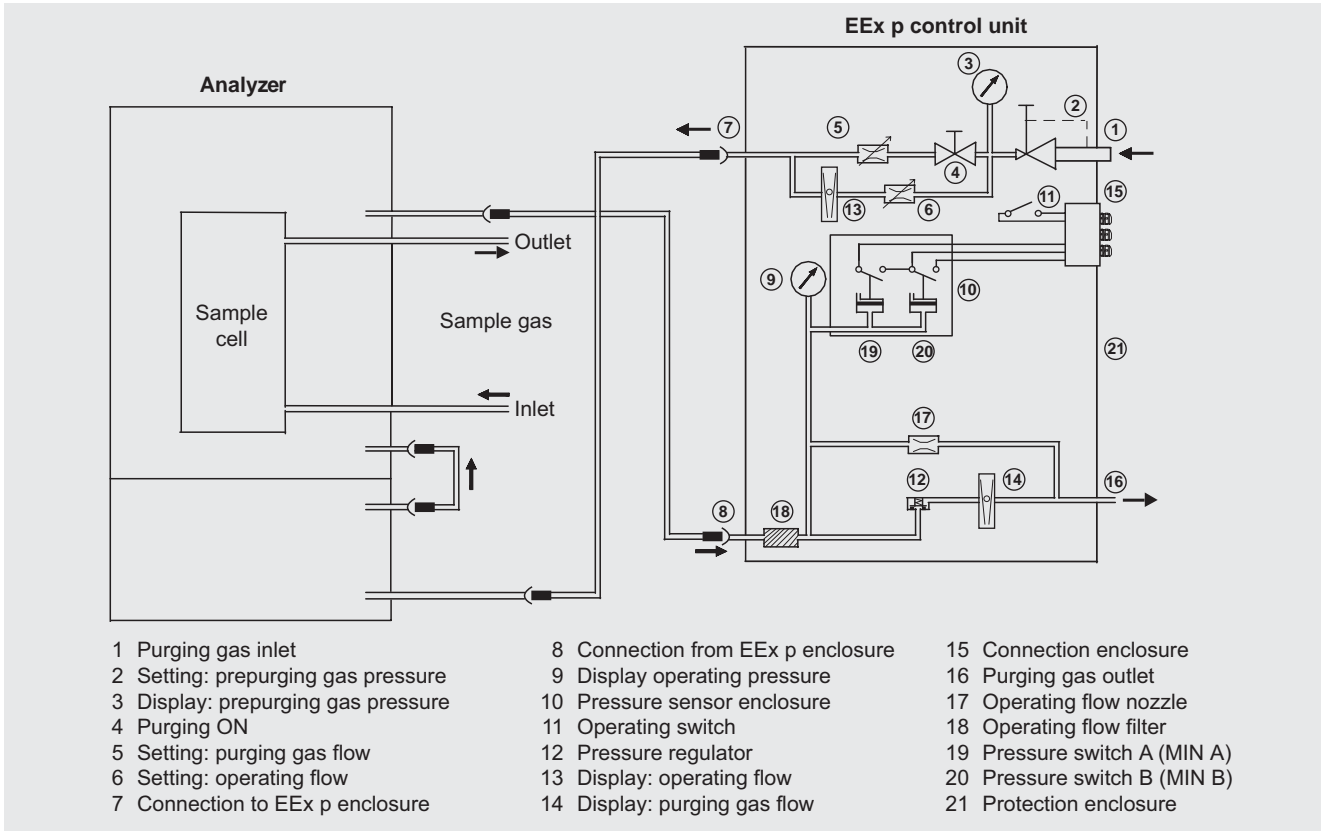 EEx p control unit
Analyzer
3
2
7
5
1
4
15
11
13
6
Outlet
9
10
Sample
cell
Sample gas
19
20
21
Inlet
17
12
14
16
8
18
1 Purging gas inlet
2 Setting: prepurging gas pressure
3 Display: prepurging gas pressure
4 Purging ON
5 Setting: purging gas flow
6 Setting: operating flow
7 Connection to EEx p enclosure
8 Connection from EEx p enclosure
9 Display operating pressure
10 Pressure sensor enclosure
11 Operating switch
12 Pressure regulator
13 Display: operating flow
14 Display: purging gas flow
15 Connection enclosure
16 Purging gas outlet
17 Operating flow nozzle
18 Operating flow filter
19 Pressure switch A (MIN A)
20 Pressure switch B (MIN B)
21 Protection enclosure